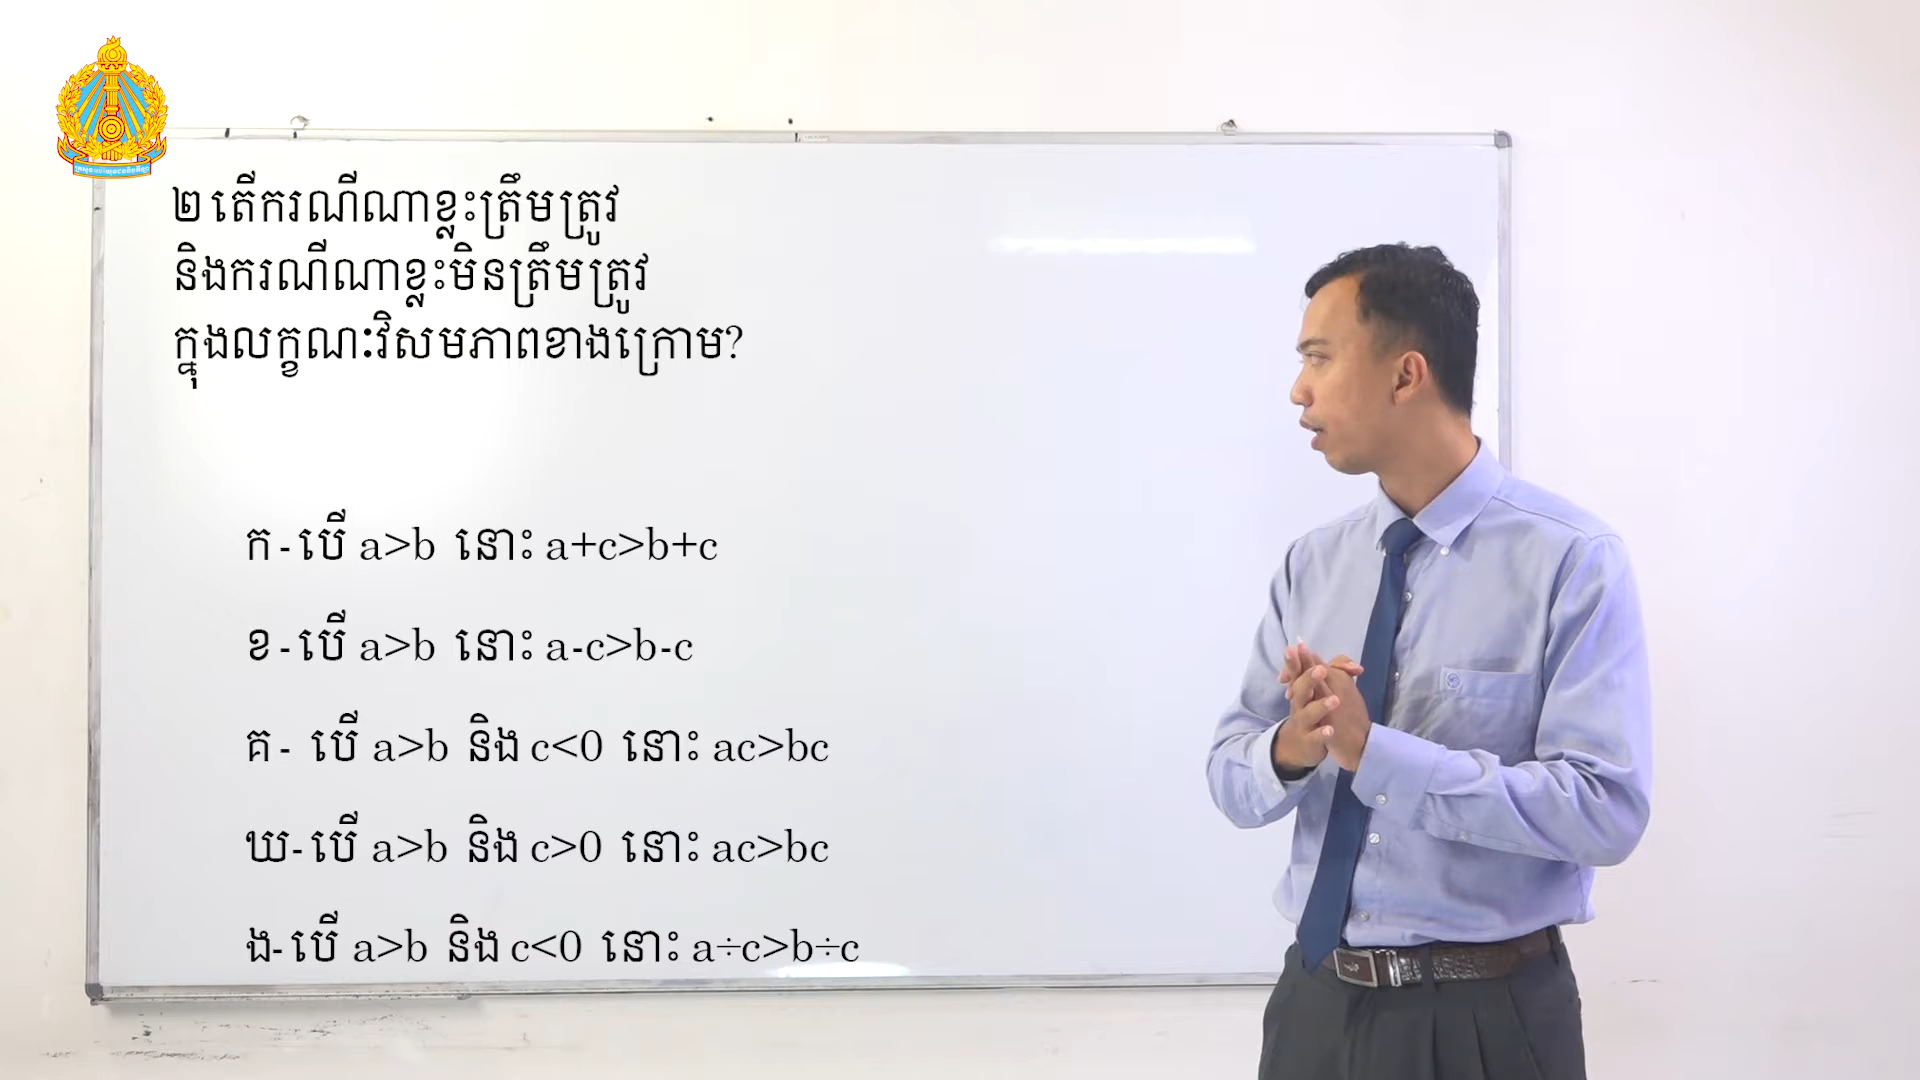 ២ តើករណីណាខ្លះត្រឹមត្រូវ
និងករណីណាខ្លះមិនត្រឹមត្រូវ
ក្នុងលក្ខណៈវិសមភាពខាងក្រោម?
ក - បើ a>b នោះ a+c>b+c
ខ - បើ a>b នោះ a-c>b-c
គ - បើ a>b និង c<0 នោះ ac>bc
ឃ- បើ a>b និង c>0 នោះ ac>bc
ង- បើ a>b និង c<0 នោះ a÷c>b÷c